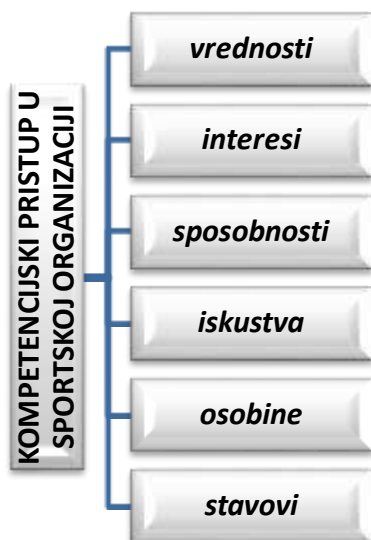 KOMPETENCIJSKI PRISTUP U
SPORTSKOJ ORGANIZACIJI
vrednosti
interesi
sposobnosti
iskustva
osobine
stavovi